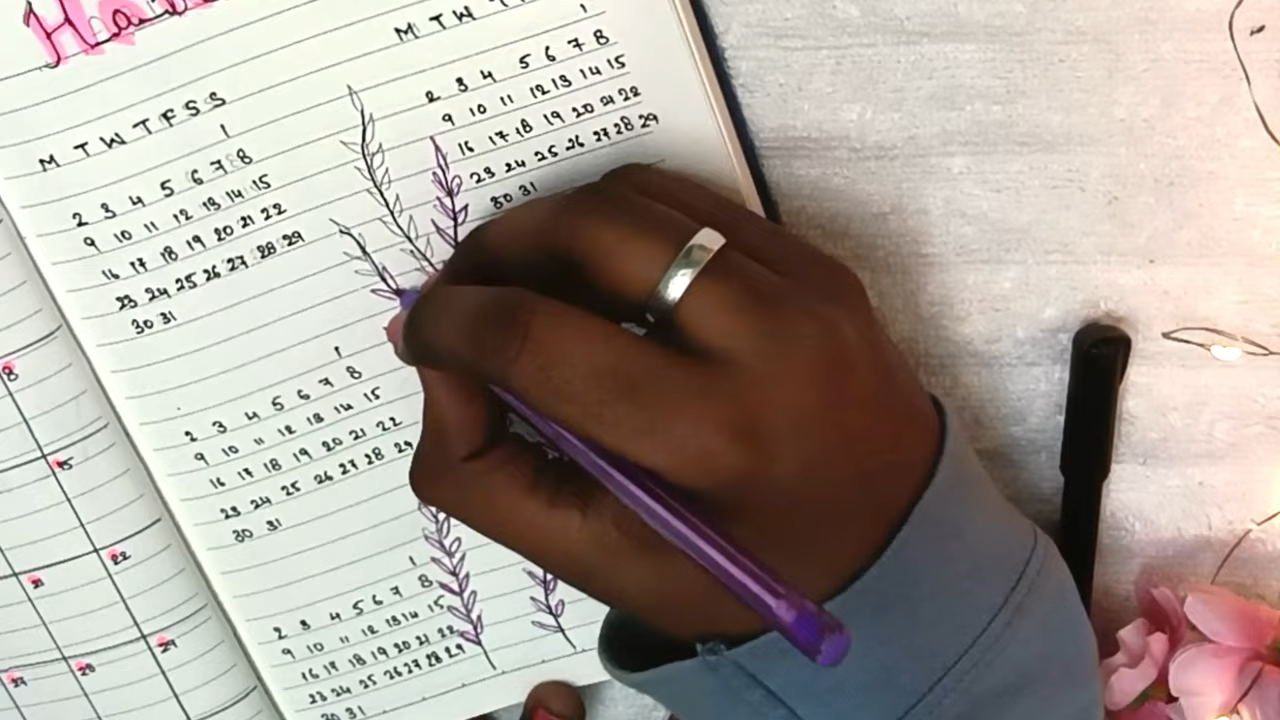 M T W T F S S
1
2 3 4 5 6 7 8
9 10 11 12 13 14 15
16 17 18 19 20 21 22
23 24 25 26 27 28 29
30 31
M T W
1
2 3 4 5 6 7 8
9 10 11 12 13 14 15
16 17 18 19 20 21 22
23 24 25 26 27 28 29
30 31
1
2 3 4 5 6 7 8
9 10 11 12 13 14 15
16 17 18 19 20 21 22
23 24 25 26 27 28 29
30 31
1
2 3 4 5 6 7 8
9 10 11 12 13 14 15
16 17 18 19 20 21 22
23 24 25 26 27 28 29
30 31
8
15
21 22
27 28 29